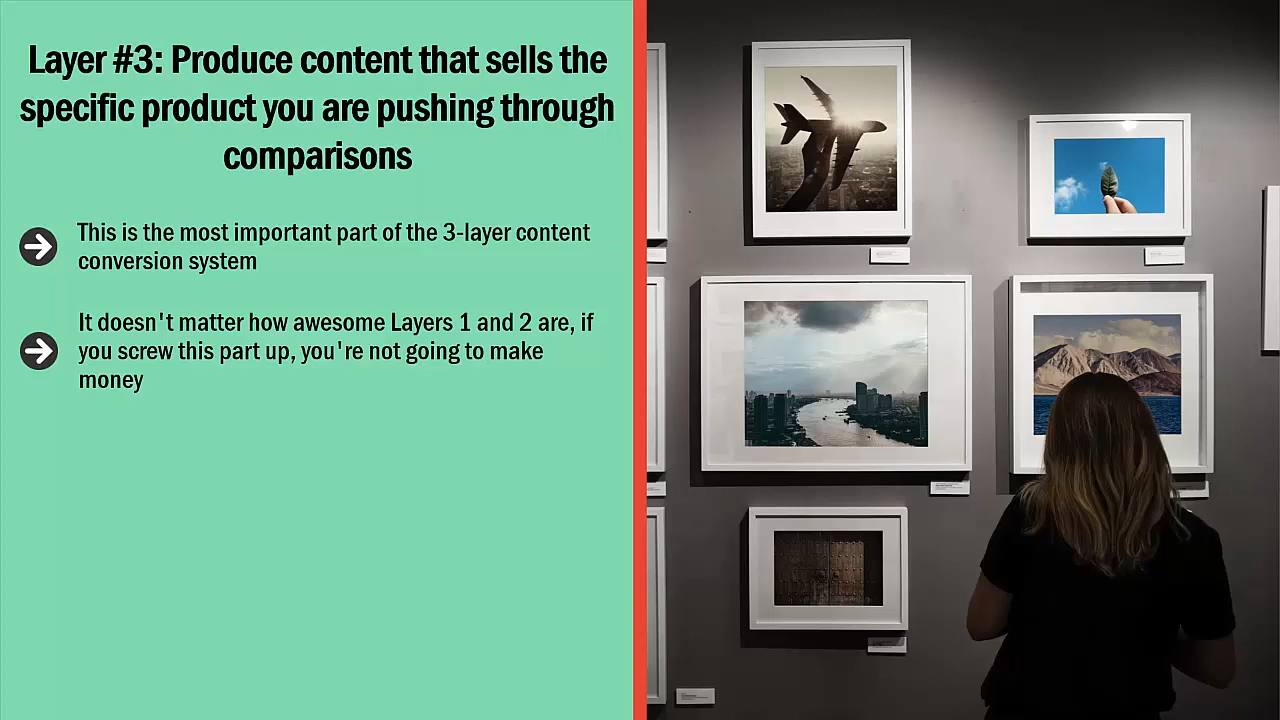 Layer #3: Produce content that sells the
specific product you are pushing through
comparisons
This is the most important part of the 3-layer content
conversion system
It doesn't matter how awesome Layers 1 and 2 are, if
you screw this part up, you're not going to make
money